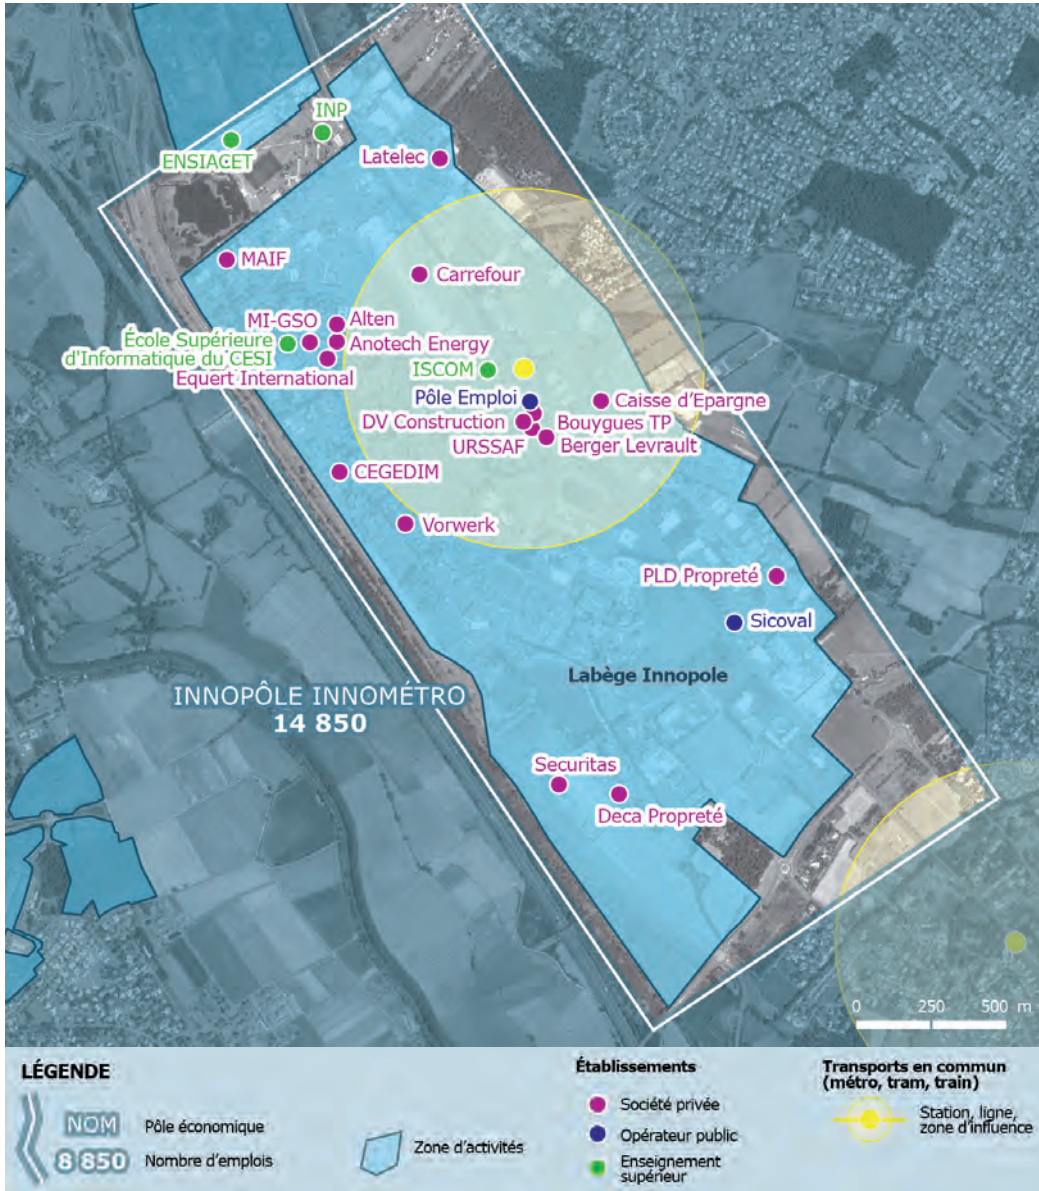 INP
ENSIACET
Latelec
MAIF
Carrefour
MI-GSO
Alten
École Supérieure
d'Informatique du CESI
Anotech Energy
Equert International
ISCOM
Pôle Emploi
Caisse d'Epargne
DV Construction
Bouygues TP
URSSAF
Berger Levrault
CEGEDIM
Vorwerk
PLD Propreté
Sicoval
Labège Innopole
INNOPÔLE INNOMÉTRO
14 850
Securitas
Deca Propreté
0 250 500 m
LÉGENDE
NOM Pôle économique
8 850 Nombre d'emplois
Zone d'activités
Établissements
Société privée
Opérateur public
Enseignement
supérieur
Transports en commun
(métro, tram, train)
Station, ligne,
zone d'influence